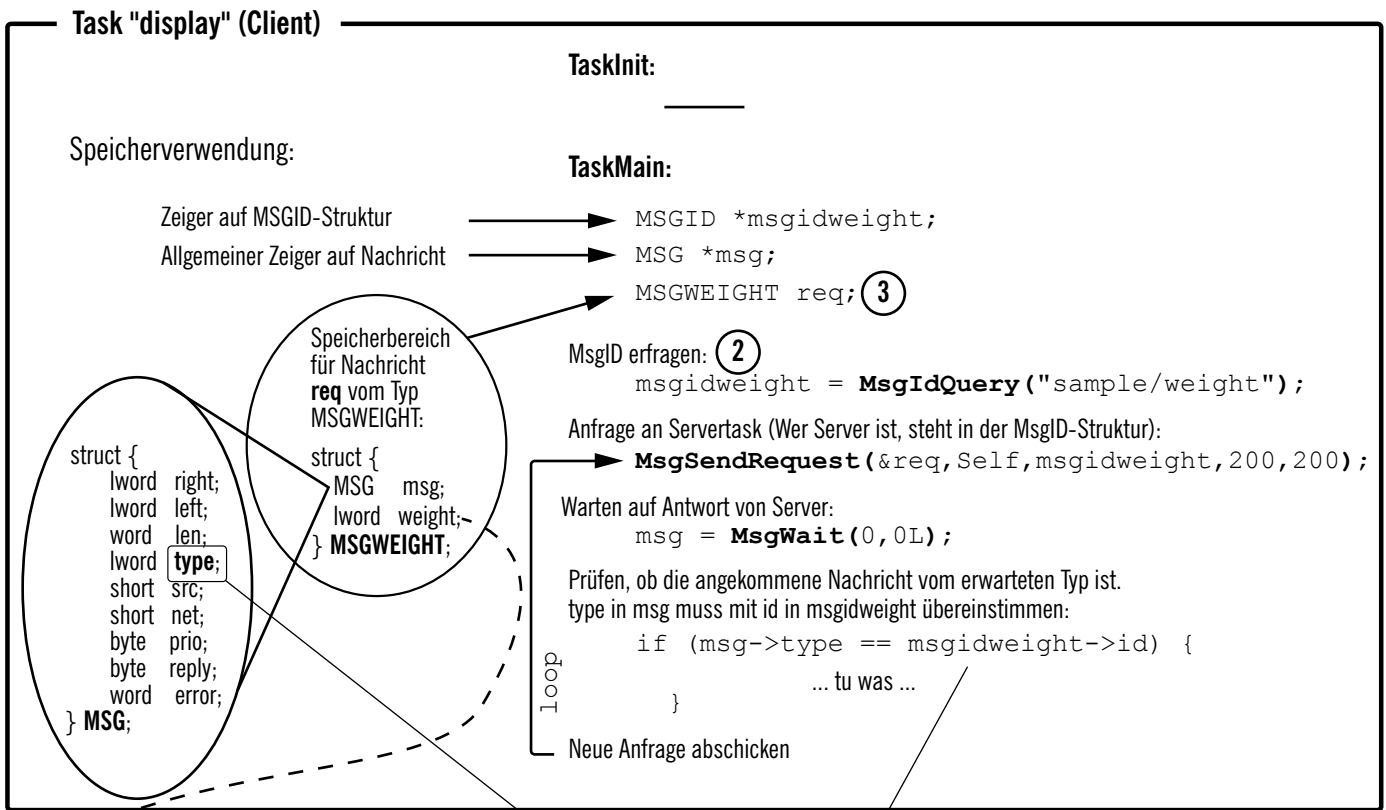 Task "display" (Client)
TaskInit:
Speicherverwendung:
TaskMain:
Zeiger auf MSGID-Struktur
MSGID *msgidweight;
Allgemeiner Zeiger auf Nachricht
MSG *msg;
MSGWEIGHT req; 3
Speicherbereich
für Nachricht
req vom Typ
MSGWEIGHT:
struct {
MSG msg;
lword weight;
} MSGWEIGHT;
struct {
lword right;
lword left;
word len;
lword type;
short src;
short net;
byte prio;
byte reply;
word error;
} MSG;
MsgID erfragen: 2
msgidweight = MsgIdQuery("sample/weight");
Anfrage an Servertask (Wer Server ist, steht in der MsgID-Struktur):
MsgSendRequest(&req,Self,msgidweight,200,200);
Warten auf Antwort von Server:
msg = MsgWait(0,0L);
Prüfen, ob die angekommene Nachricht vom erwarteten Typ ist.
type in msg muss mit id in msgidweight übereinstimmen:
if (msg->type == msgidweight->id) {
... tu was ...
}
loop
Neue Anfrage abschicken